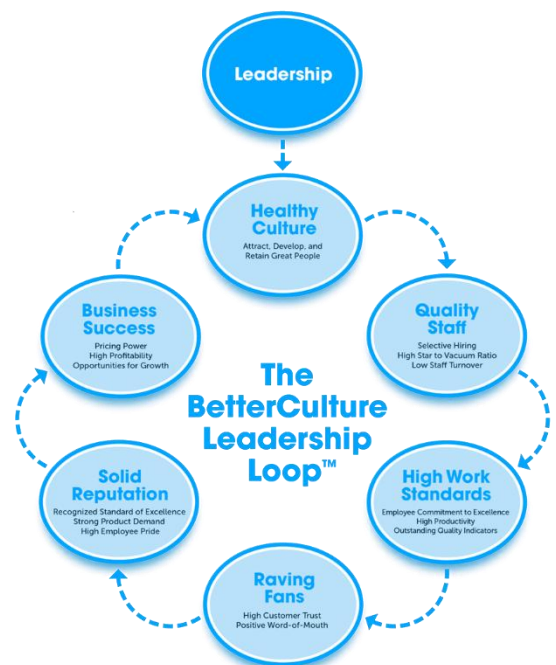 Leadership
Healthy
Culture
Attract, Develop, and
Retain Great People
Quality
Staff
Selective Hiring
High Star to Vacuum Ratio
Low Staff Turnover
High Work
Standards
Employee Commitment to Excellence
High Productivity
Outstanding Quality Indicators
Raving
Fans
High Customer Trust
Positive Word-of-Mouth
Solid
Reputation
Recognized Standard of Excellence
Strong Product Demand
High Employee Pride
Business
Success
Pricing Power
High Profitability
Opportunities for Growth
The
BetterCulture
Leadership
Loop™